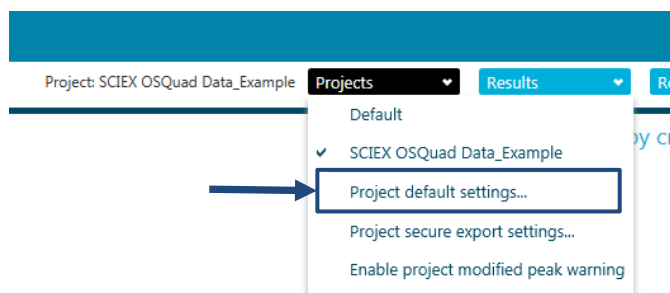 Project: SCIEX OSQuad Data_Example Projects Results
Default
SCIEX OSQuad Data_Example
Project default settings...
Project secure export settings...
Enable project modified peak warning